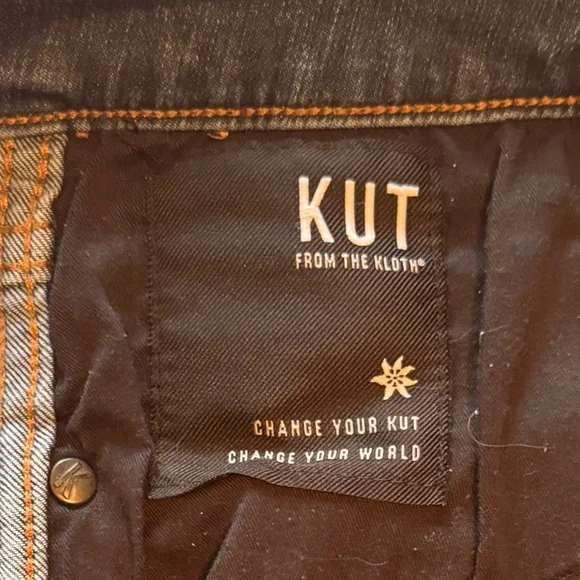 KUT
FROM THE KLOTH®
CHANGE YOUR KUT
CHANGE YOUR WORLD